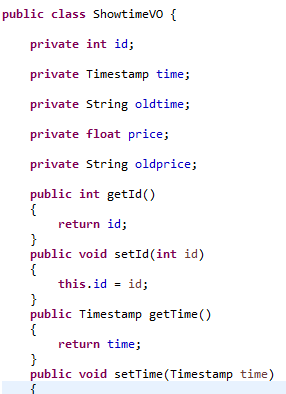 public class ShowtimeVO {
private int id;
private Timestamp time;
private String oldtime;
private float price;
private String oldprice;
public int getId()
{
return id;
}
public void setId(int id)
{
this.id = id;
}
public Timestamp getTime()
{
return time;
}
public void setTime(Timestamp time)
{